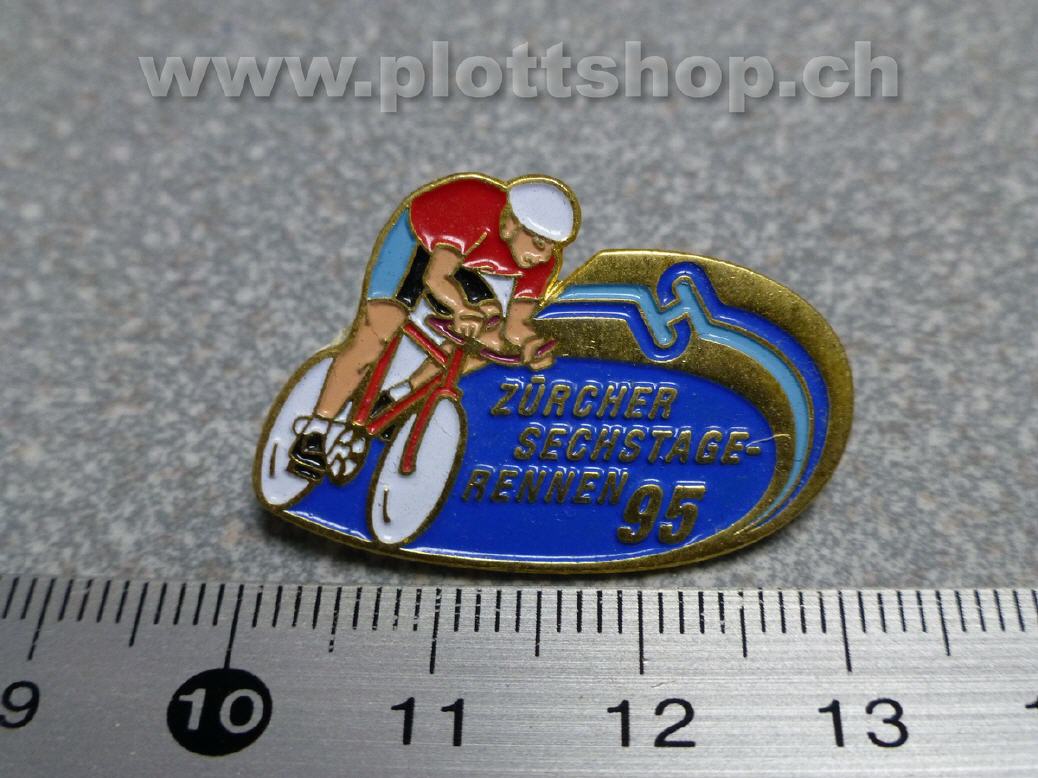 www.plottshop.ch
ZÜRCHER
SECHSTAGE-
RENNEN 95
9 10 11 12 13